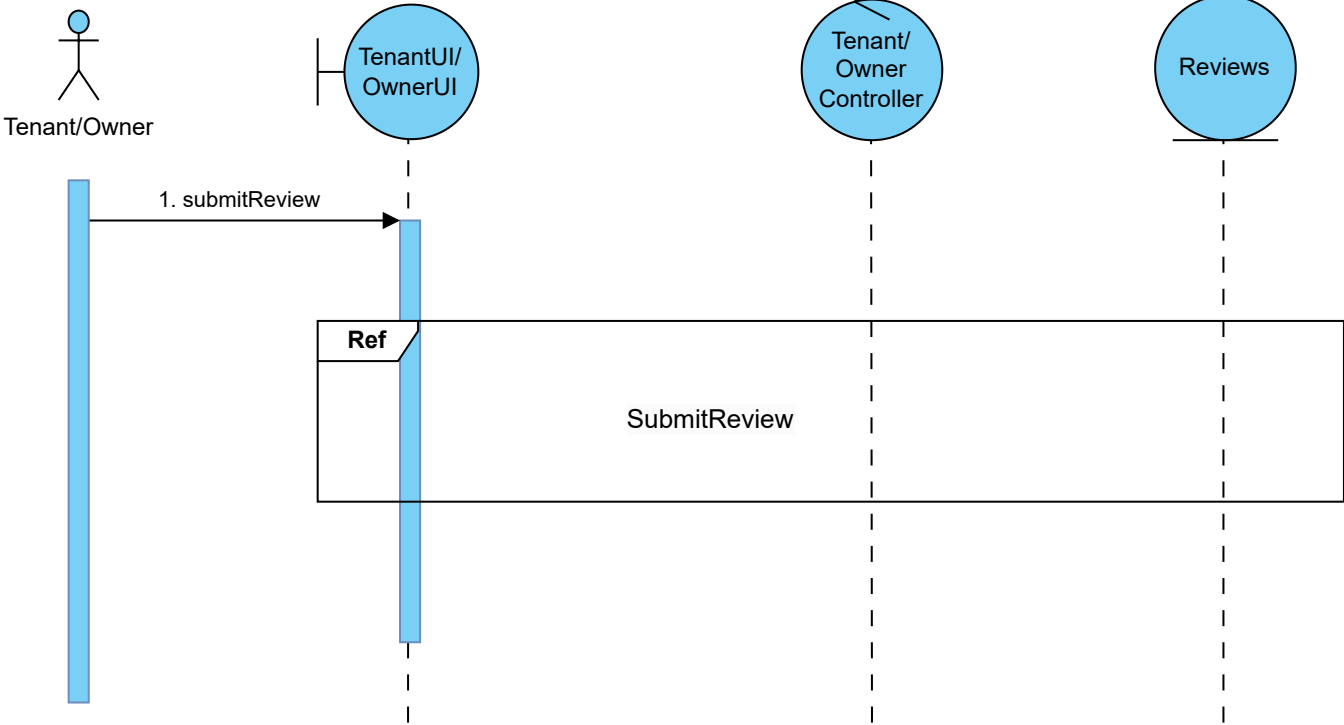 TenantUI/
OwnerUI
Tenant/
Owner
Controller
Reviews
Tenant/Owner
1. submitReview
Ref
SubmitReview